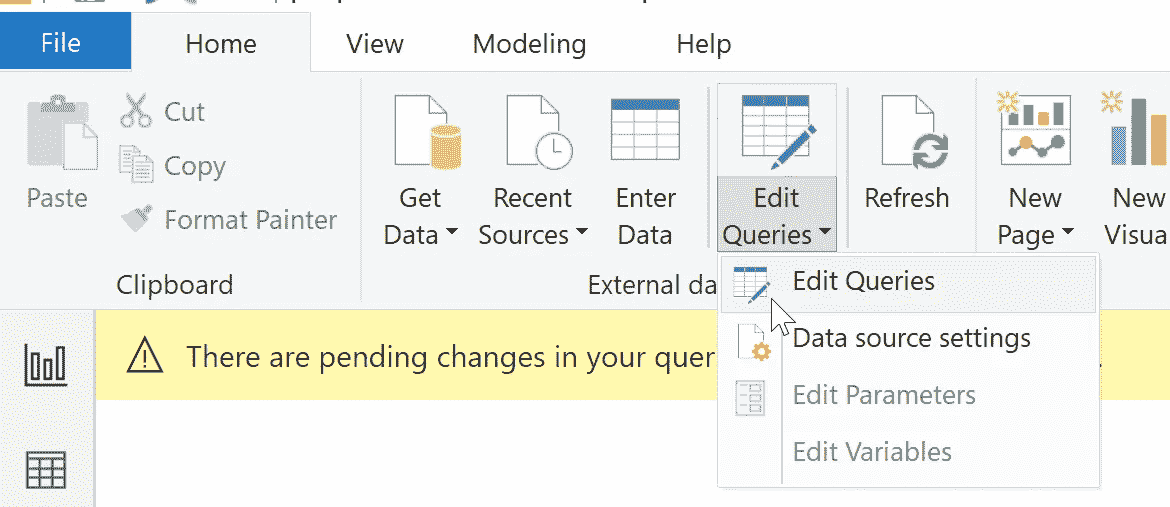 File
Home
View
Modeling
Help
Paste
Cut
Copy
Format Painter
Clipboard
Get
Data
Recent
Sources
Enter
Data
External da
Edit
Queries
Refresh
New
Page
New
Visua
Edit Queries
Data source settings
Edit Parameters
Edit Variables
There are pending changes in your quer